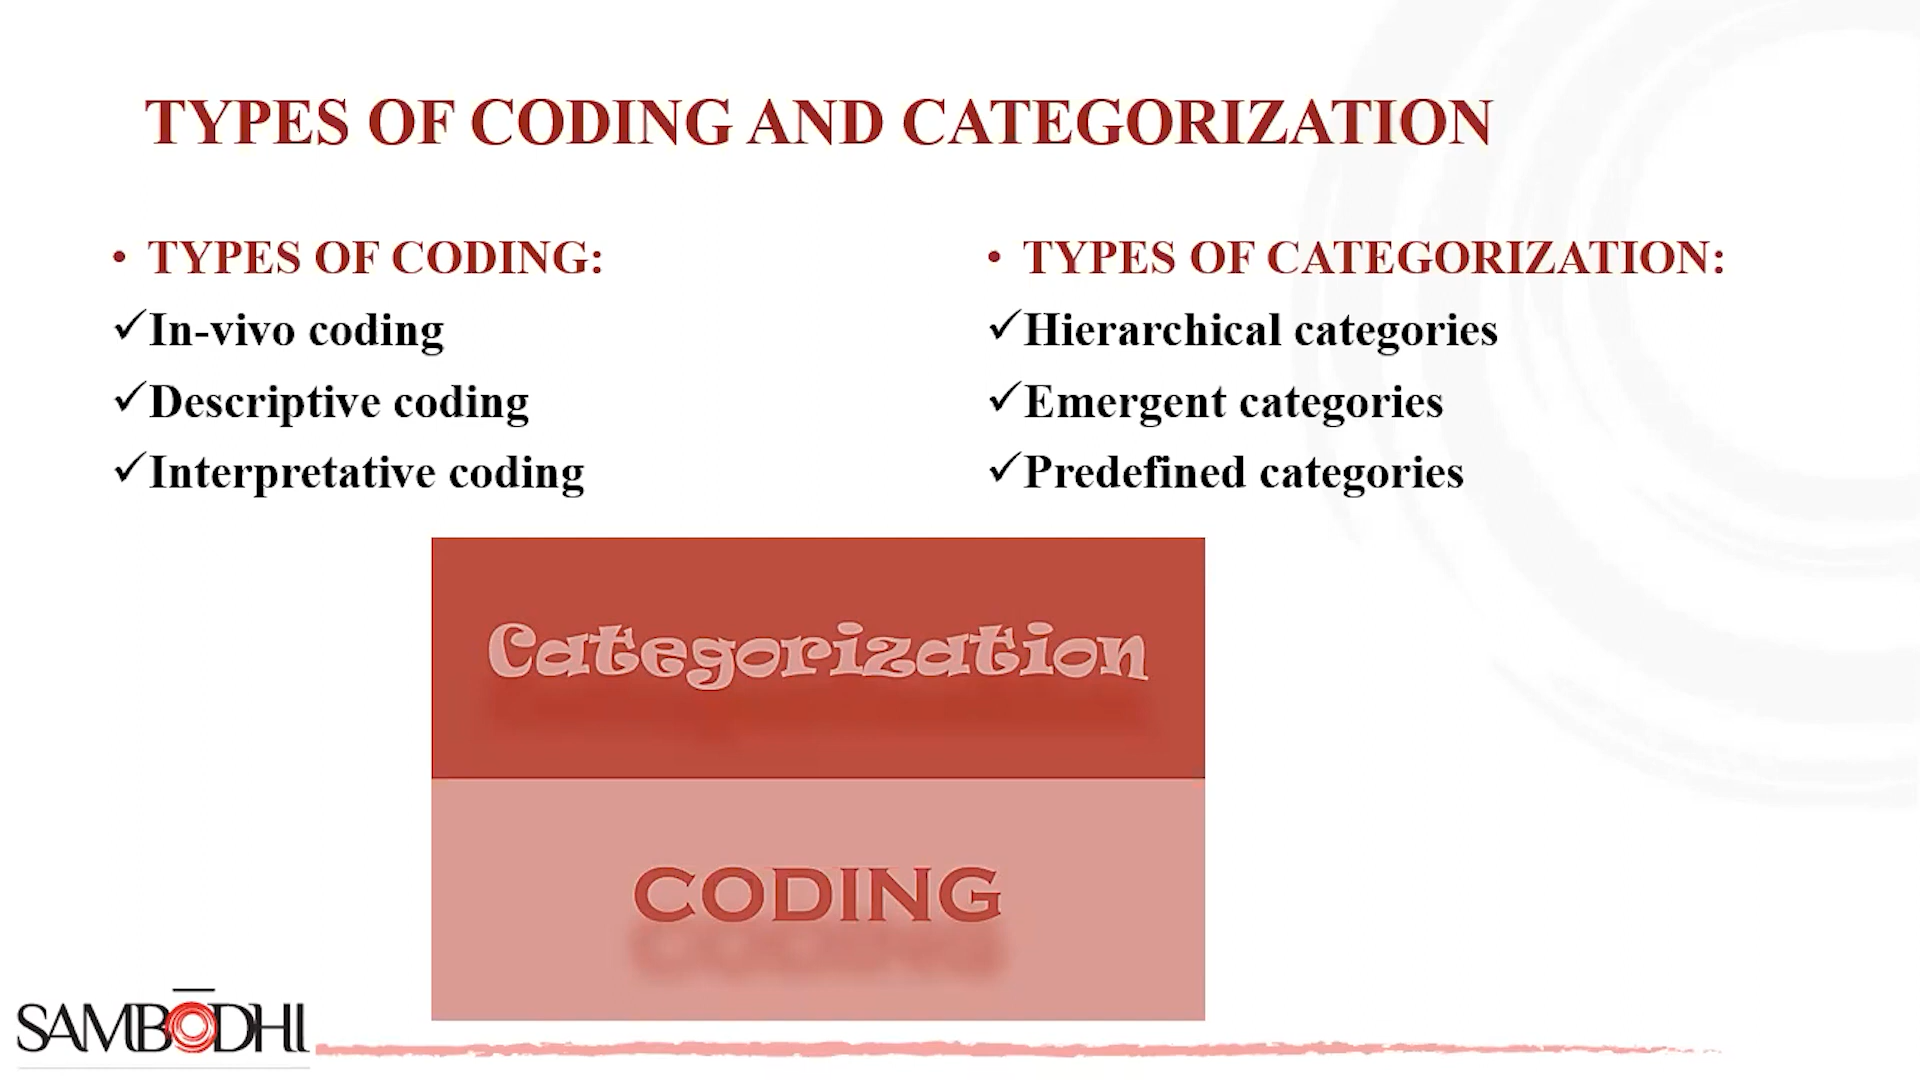 TYPES OF CODING AND CATEGORIZATION
• TYPES OF CODING:
✓In-vivo coding
✓Descriptive coding
✓Interpretative coding
• TYPES OF CATEGORIZATION:
✓Hierarchical categories
✓Emergent categories
✓Predefined categories
Categorization
CODING
SAMBŌDHI